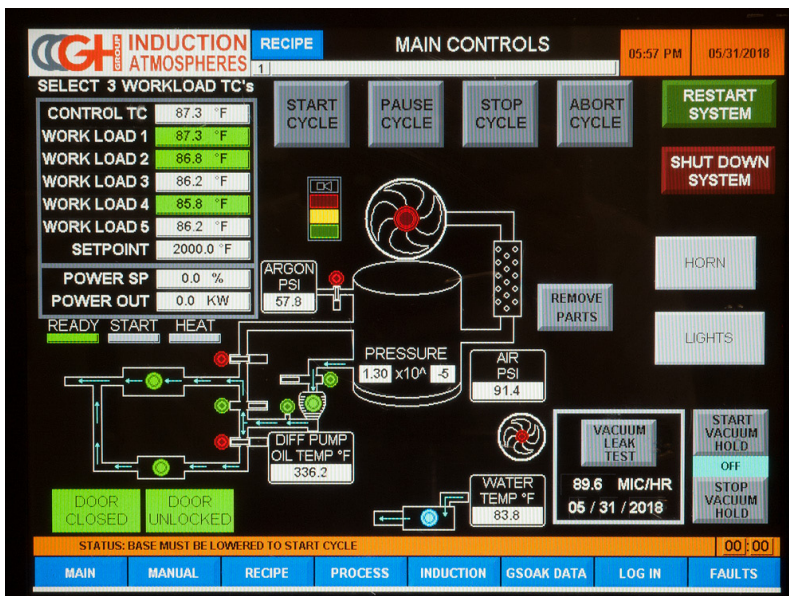 GH GROUP INDUCTION ATMOSPHERES
RECIPE
1
MAIN CONTROLS
05:57 PM
05/31/2018
SELECT 3 WORKLOAD TC's
CONTROL TC 87.3 °F
WORK LOAD 1 87.3 °F
WORK LOAD 2 86.8 °F
WORK LOAD 3 86.2 °F
WORK LOAD 4 85.8 °F
WORK LOAD 5 86.2 °F
SETPOINT 2000.0 °F
POWER SP 0.0 %
POWER OUT 0.0 KW
READY START HEAT
START
CYCLE
PAUSE
CYCLE
STOP
CYCLE
ABORT
CYCLE
RESTART
SYSTEM
SHUT DOWN
SYSTEM
HORN
LIGHTS
ARGON
PSI
57.8
REMOVE
PARTS
PRESSURE
1.30 x10^ -5
AIR
PSI
91.4
DIFF PUMP
OIL TEMP °F
336.2
WATER
TEMP °F
83.8
VACUUM
LEAK
TEST
89.6 MIC/HR
05 / 31 / 2018
START
VACUUM
HOLD
OFF
STOP
VACUUM
HOLD
DOOR
CLOSED
DOOR
UNLOCKED
STATUS: BASE MUST BE LOWERED TO START CYCLE
00:00
MAIN
MANUAL
RECIPE
PROCESS
INDUCTION
GSOAK DATA
LOG IN
FAULTS